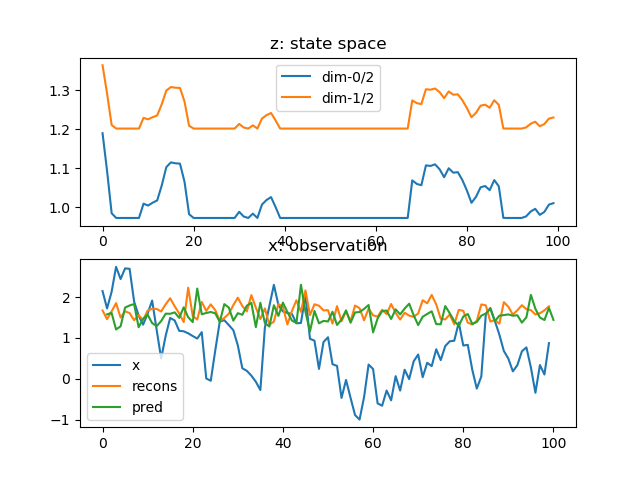 z: state space
1.3
1.2
1.1
1.0
dim-0/2
dim-1/2
0 20 40 60 80 100
x: observation
2
1
0
−1
x
recons
pred
0 20 40 60 80 100